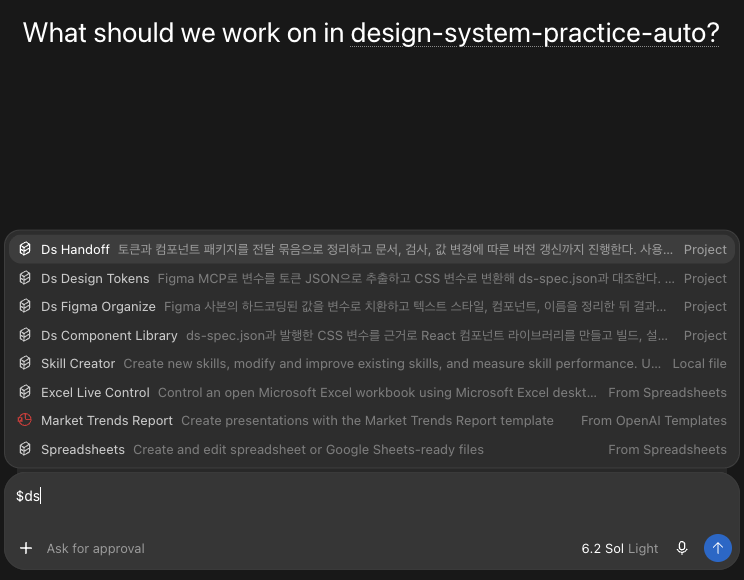 What should we work on in design-system-practice-auto?
Ds Handoff 토큰과 컴포넌트 패키지를 전달 묶음으로 정리하고 문서, 검사, 값 변경에 따른 버전 갱신까지 진행한다. 사용... Project
Ds Design Tokens Figma MCP로 변수를 토큰 JSON으로 추출하고 CSS 변수로 변환해 ds-spec.json과 대조한다. ... Project
Ds Figma Organize Figma 사본의 하드코딩된 값을 변수로 치환하고 텍스트 스타일, 컴포넌트, 이름을 정리한 뒤 결과... Project
Ds Component Library ds-spec.json과 발행한 CSS 변수를 근거로 React 컴포넌트 라이브러리를 만들고 빌드, 설... Project
Skill Creator Create new skills, modify and improve existing skills, and measure skill performance. U... Local file
Excel Live Control Control an open Microsoft Excel workbook using Microsoft Excel deskt... From Spreadsheets
Market Trends Report Create presentations with the Market Trends Report template From OpenAI Templates
Spreadsheets Create and edit spreadsheet or Google Sheets-ready files From Spreadsheets
$ds
Ask for approval 6.2 Sol Light